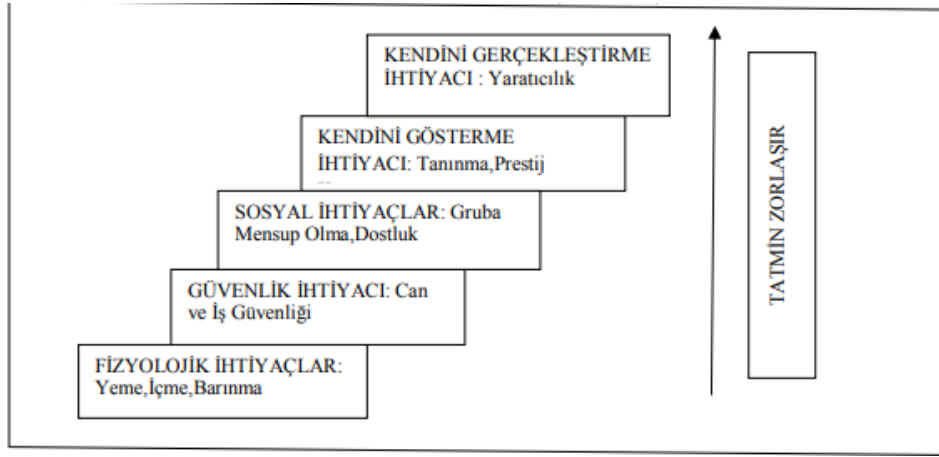 KENDİNİ GERÇEKLEŞTİRME
İHTİYACI : Yaratıcılık
KENDİNİ GÖSTERME
İHTİYACI: Tanınma,Prestij
SOSYAL İHTİYAÇLAR: Gruba
Mensup Olma,Dostluk
GÜVENLİK İHTİYACI: Can
ve İş Güvenliği
FİZYOLOJİK İHTİYAÇLAR:
Yeme,İçme,Barınma
TATMİN ZORLAŞIR